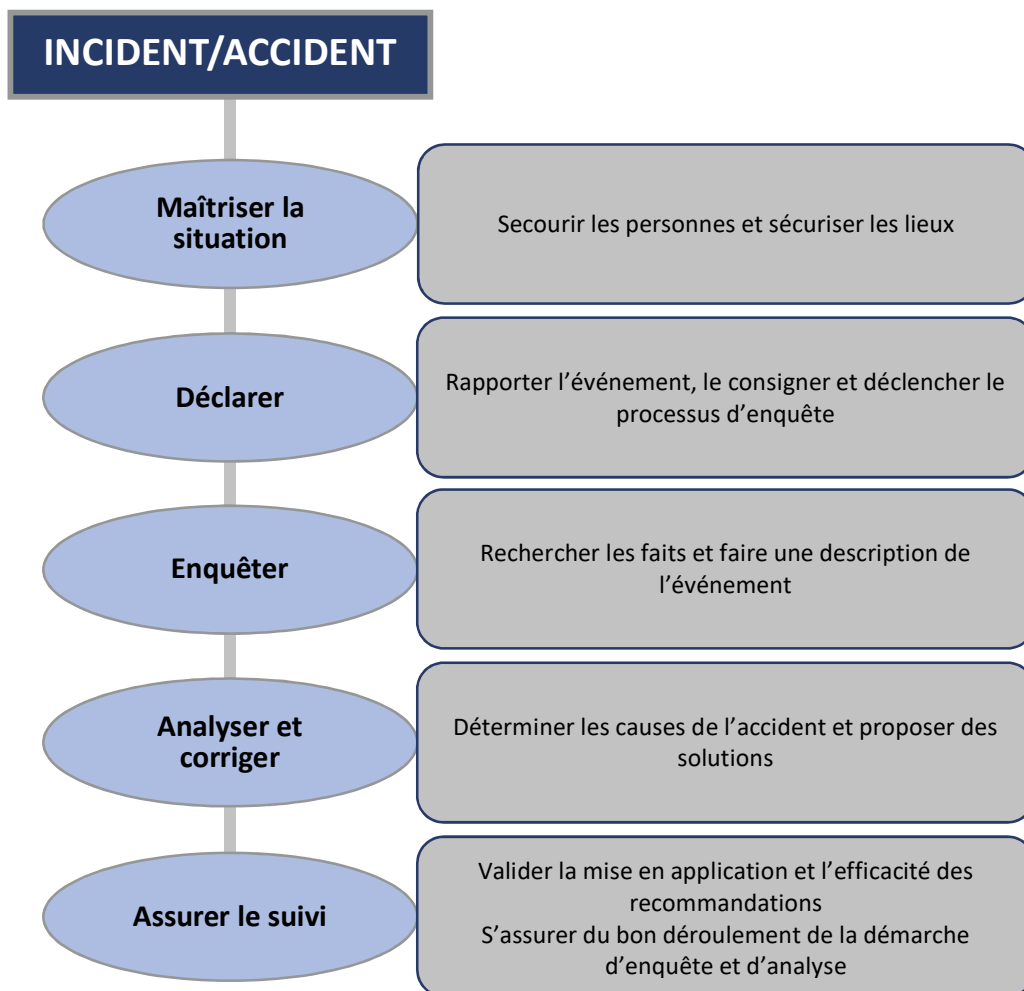 INCIDENT/ACCIDENT
Maîtriser la
situation
Secourir les personnes et sécuriser les lieux
Déclarer
Rapporter l’événement, le consigner et déclencher le
processus d’enquête
Enquêter
Rechercher les faits et faire une description de
l’événement
Analyser et
corriger
Déterminer les causes de l’accident et proposer des
solutions
Assurer le suivi
Valider la mise en application et l’efficacité des
recommandations
S’assurer du bon déroulement de la démarche
d’enquête et d’analyse